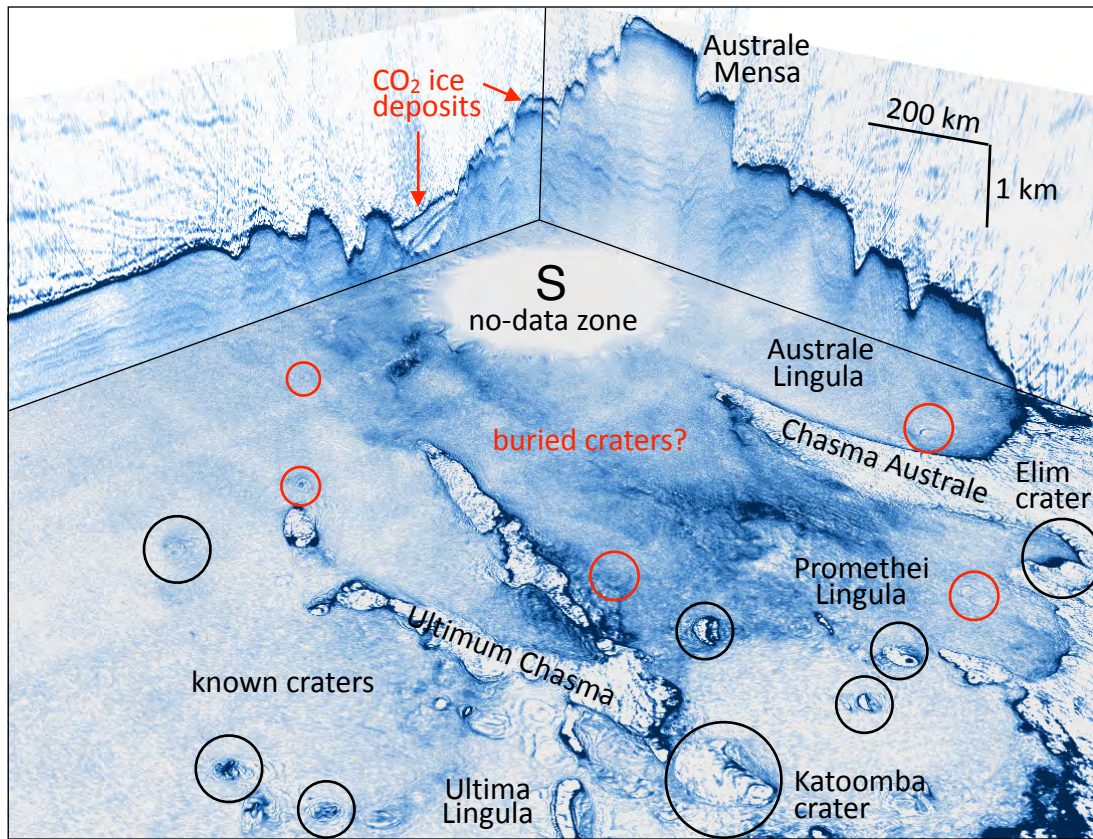 Australe
Mensa
CO₂ ice
deposits
200 km
1 km
S
no-data zone
Australe
Lingula
buried craters?
Chasma Australe
Elim
crater
Promethei
Lingula
Ultimum Chasma
known craters
Ultima
Lingula
Katoomba
crater